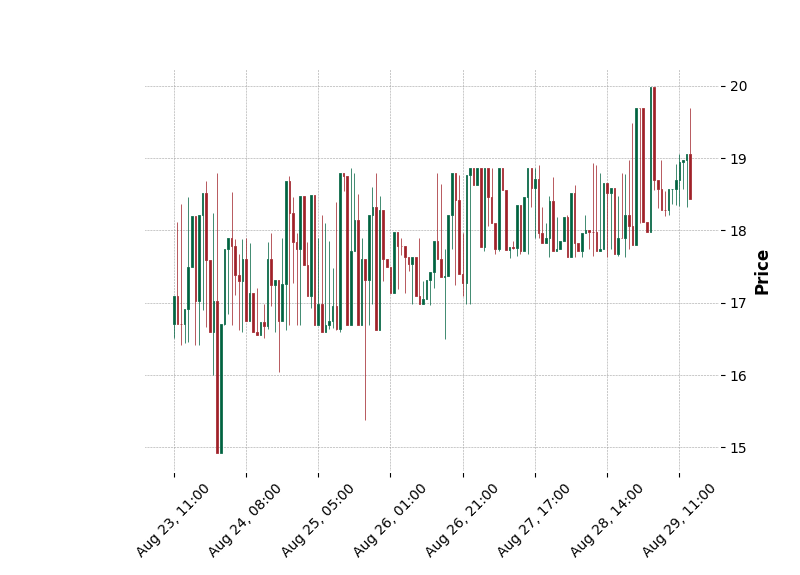 20
19
18
17
16
15
Price
Aug 23, 11:00
Aug 24, 08:00
Aug 25, 05:00
Aug 26, 01:00
Aug 26, 21:00
Aug 27, 17:00
Aug 28, 14:00
Aug 29, 11:00